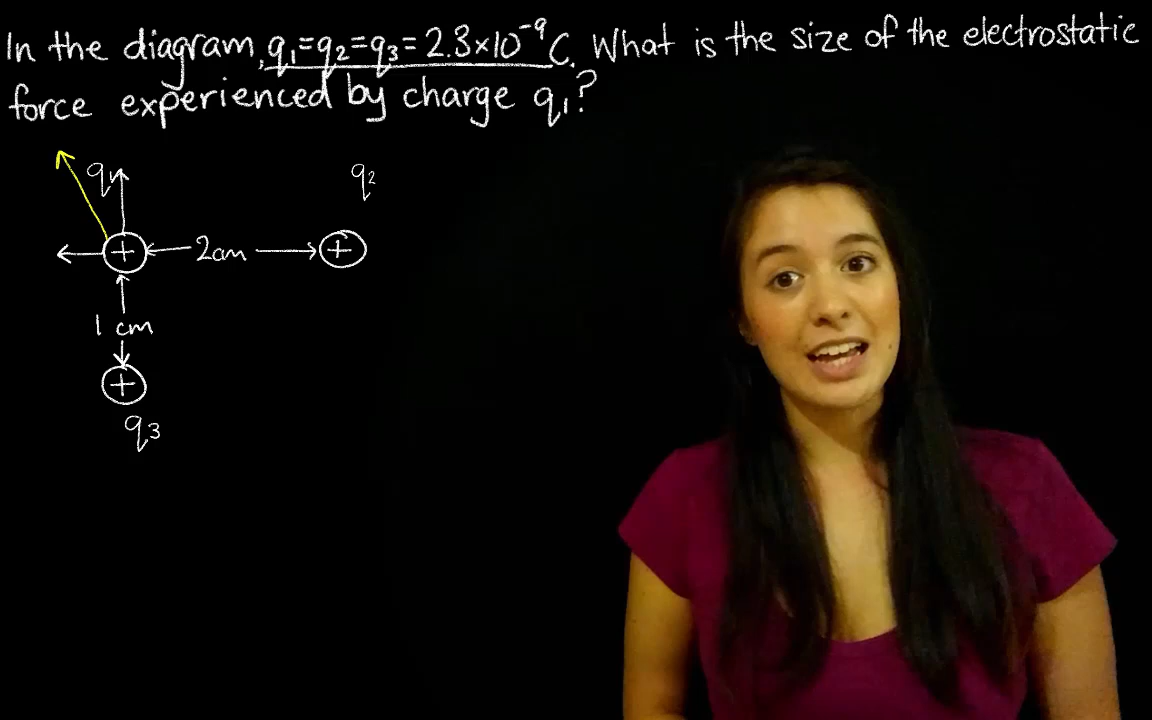 In the diagram, q₁=q₂=q₃= 2.3×10⁻⁹C. What is the size of the electrostatic
force experienced by charge q₁?
q₁ q₂
+ 2cm +
1 cm
+
q₃